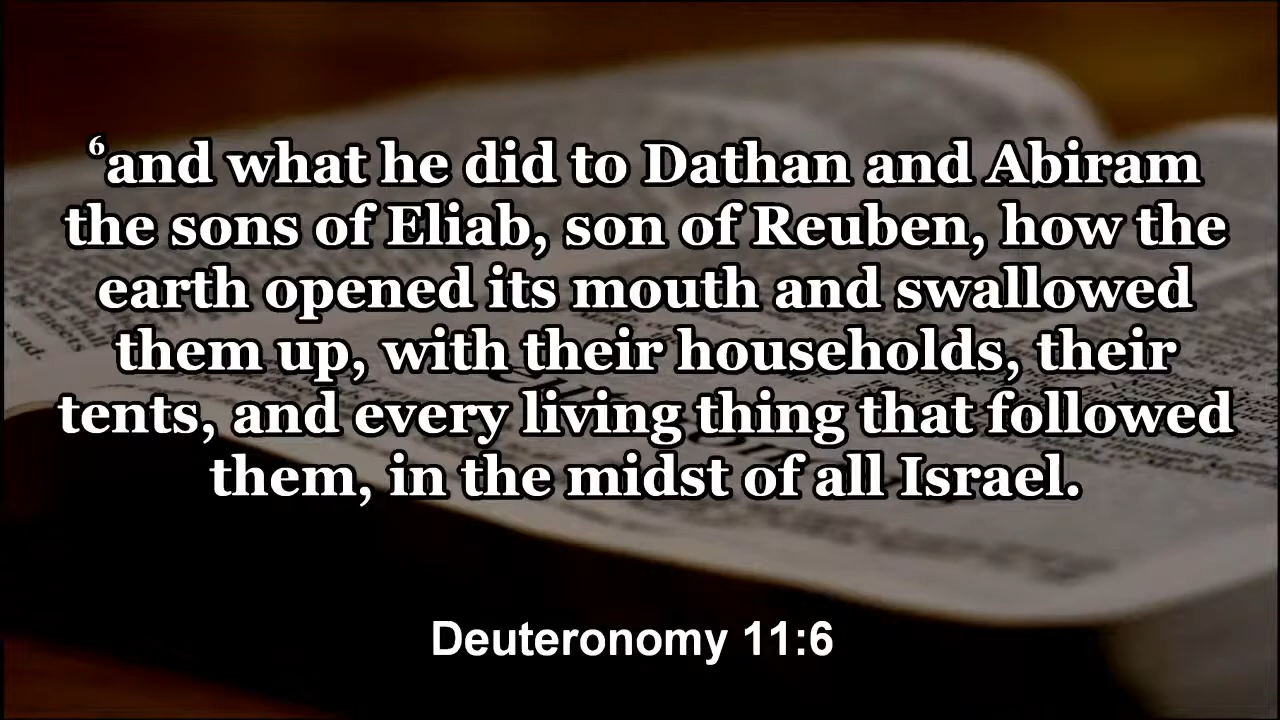 ⁶and what he did to Dathan and Abiram
the sons of Eliab, son of Reuben, how the
earth opened its mouth and swallowed
them up, with their households, their
tents, and every living thing that followed
them, in the midst of all Israel.
Deuteronomy 11:6